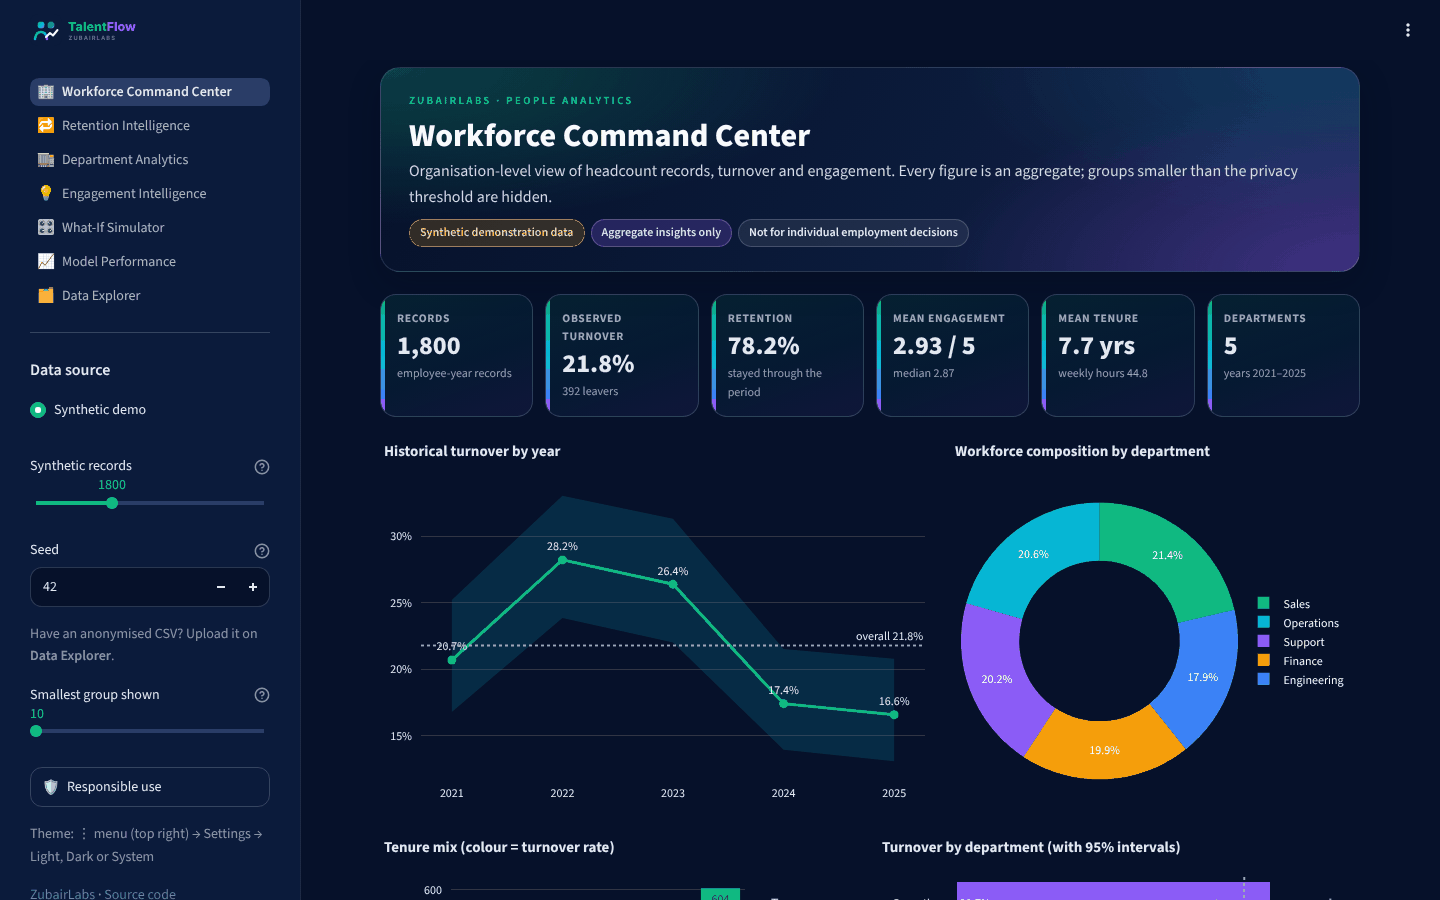 TalentFlow
ZUBAIRLABS
Workforce Command Center
Retention Intelligence
Department Analytics
Engagement Intelligence
What-If Simulator
Model Performance
Data Explorer
Data source
Synthetic demo
Synthetic records
1800
Seed
42
Have an anonymised CSV? Upload it on
Data Explorer.
Smallest group shown
10
Responsible use
Theme: ⋮ menu (top right) → Settings →
Light, Dark or System
ZubairLabs · Source code
ZUBAIRLABS · PEOPLE ANALYTICS
Workforce Command Center
Organisation-level view of headcount records, turnover and engagement. Every figure is an aggregate; groups smaller than the privacy
threshold are hidden.
Synthetic demonstration data
Aggregate insights only
Not for individual employment decisions
RECORDS
1,800
employee-year records
OBSERVED
TURNOVER
21.8%
392 leavers
RETENTION
78.2%
stayed through the
period
MEAN ENGAGEMENT
2.93 / 5
median 2.87
MEAN TENURE
7.7 yrs
weekly hours 44.8
DEPARTMENTS
5
years 2021–2025
Historical turnover by year
30%
25%
20%
15%
20.7%
28.2%
26.4%
17.4%
16.6%
overall 21.8%
2021
2022
2023
2024
2025
Workforce composition by department
20.6%
21.4%
20.2%
17.9%
19.9%
Sales
Operations
Support
Finance
Engineering
Tenure mix (colour = turnover rate)
600
Turnover by department (with 95% intervals)